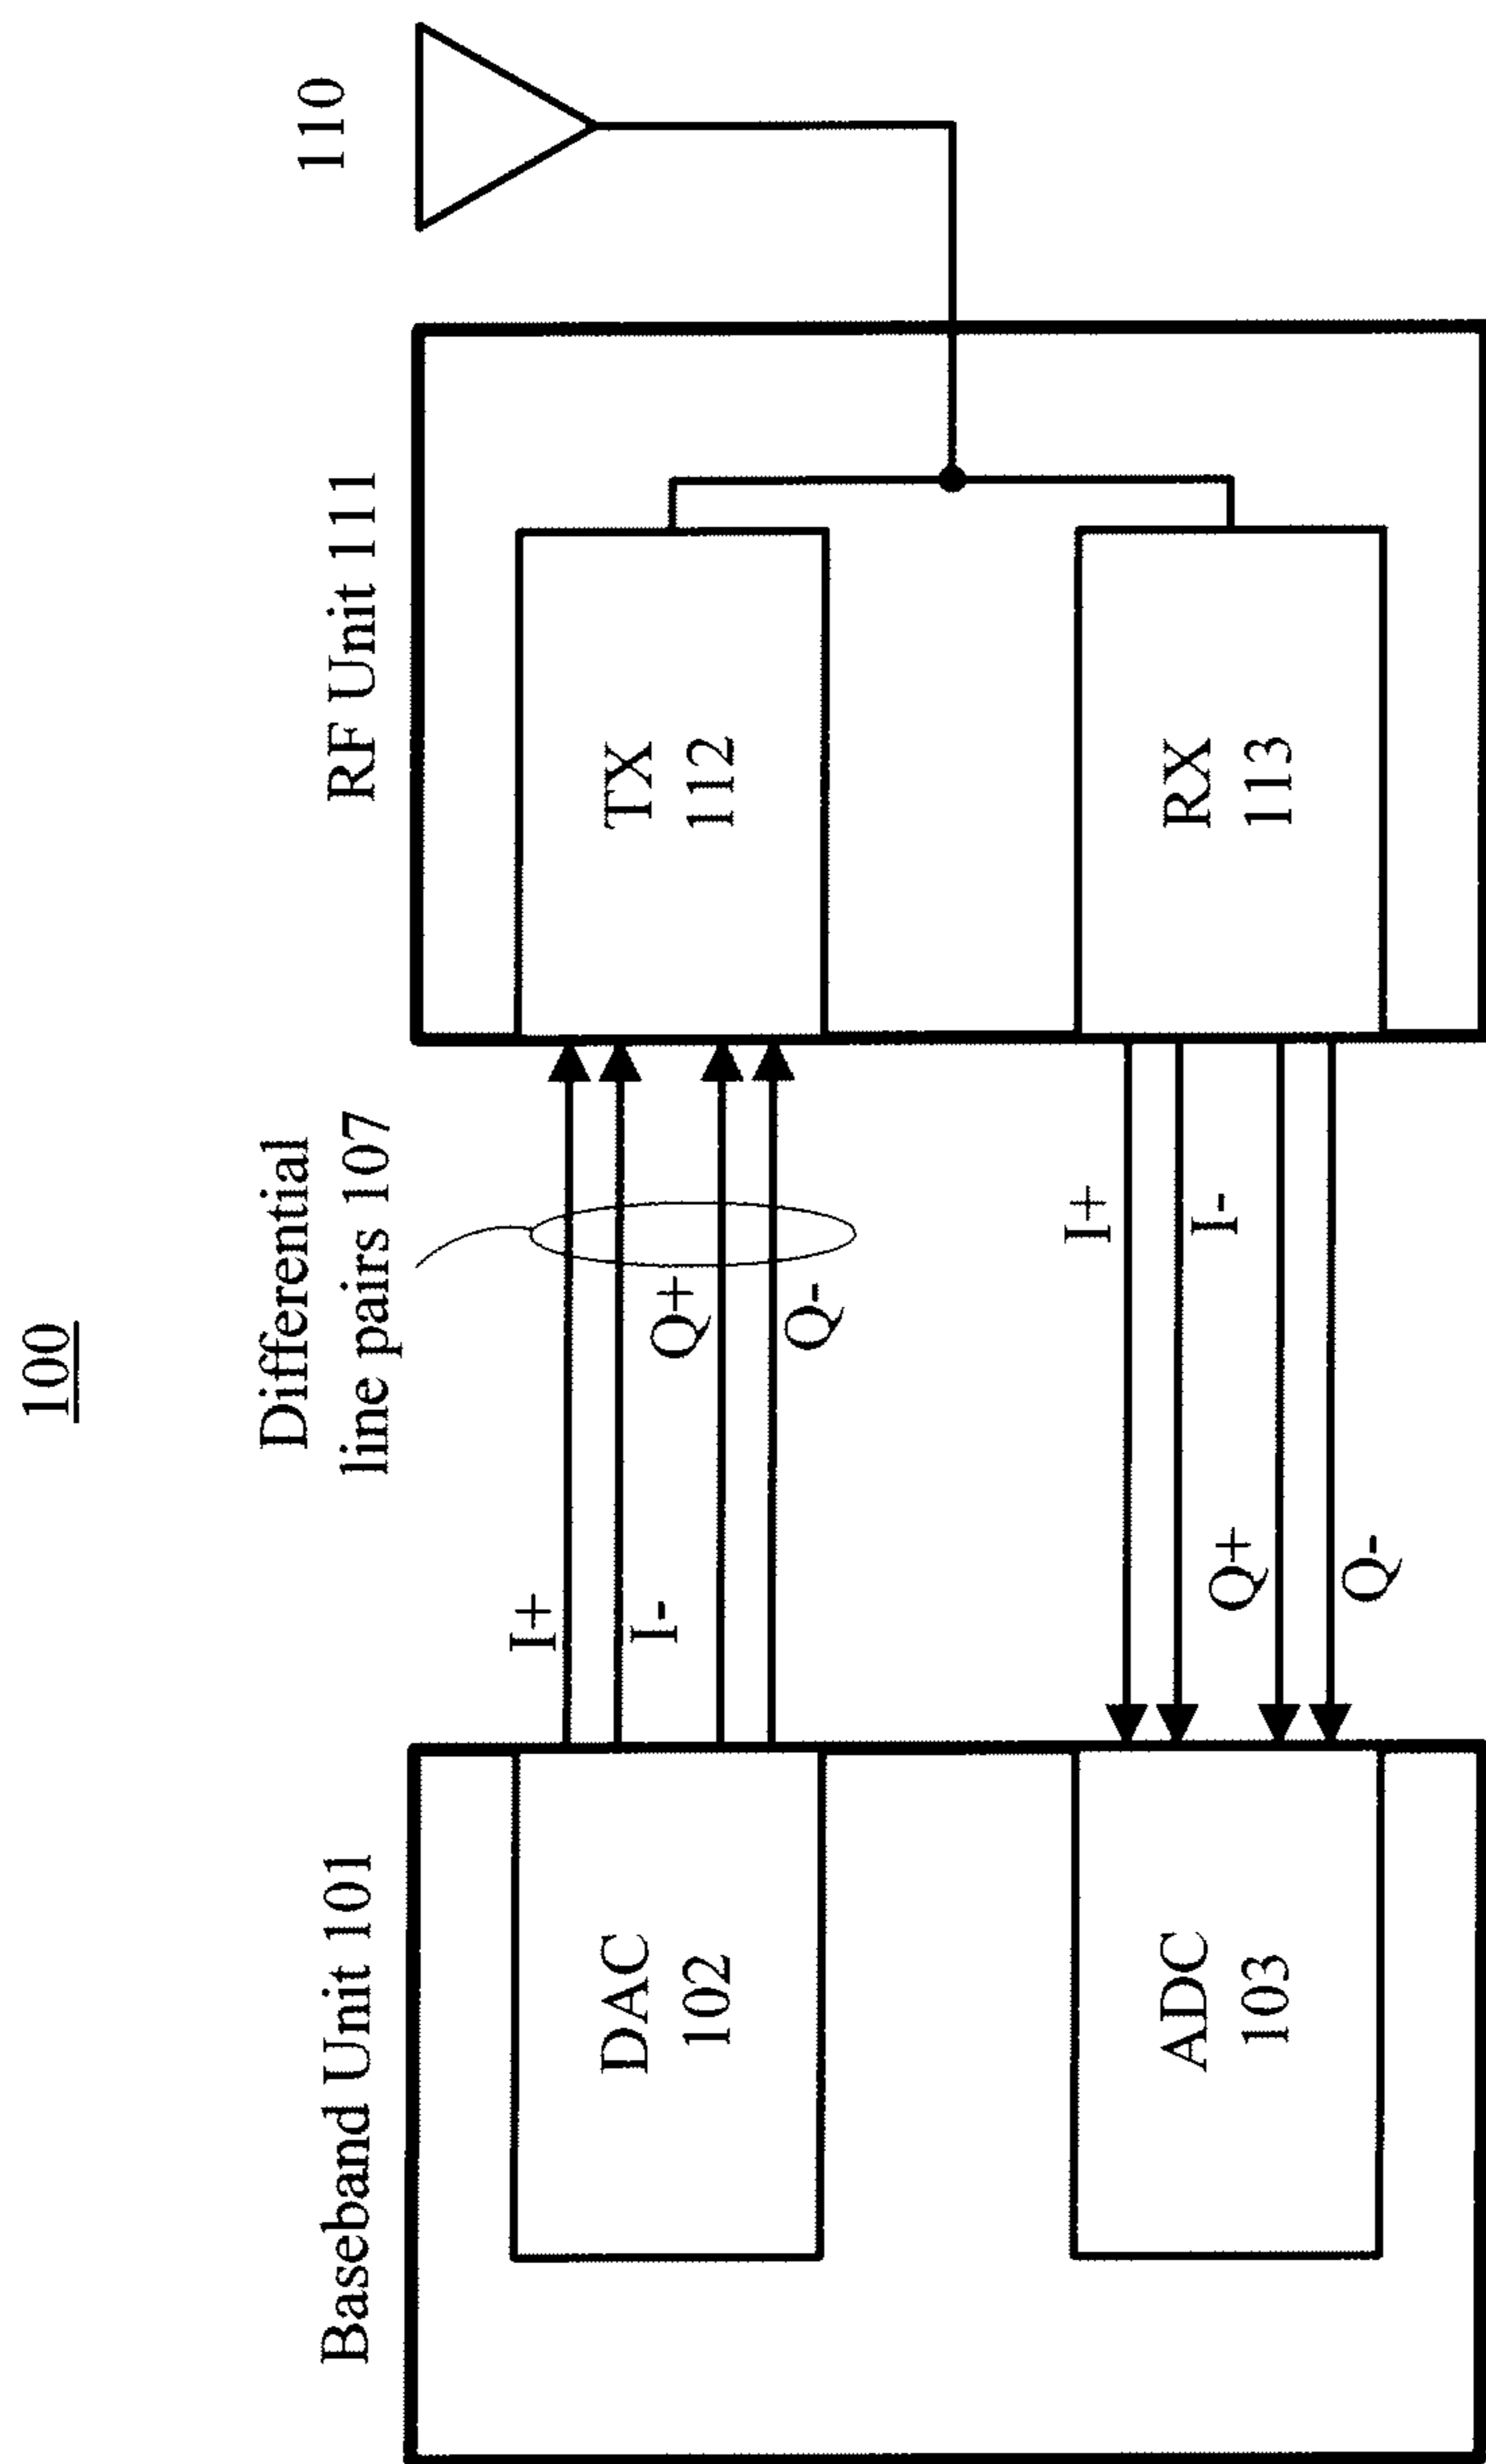 100
Differential
line pairs 107
110
Baseband Unit 101
RF Unit 111
I+
I-
Q+
Q-
DAC
102
TX
112
I+
I-
Q+
Q-
ADC
103
RX
113